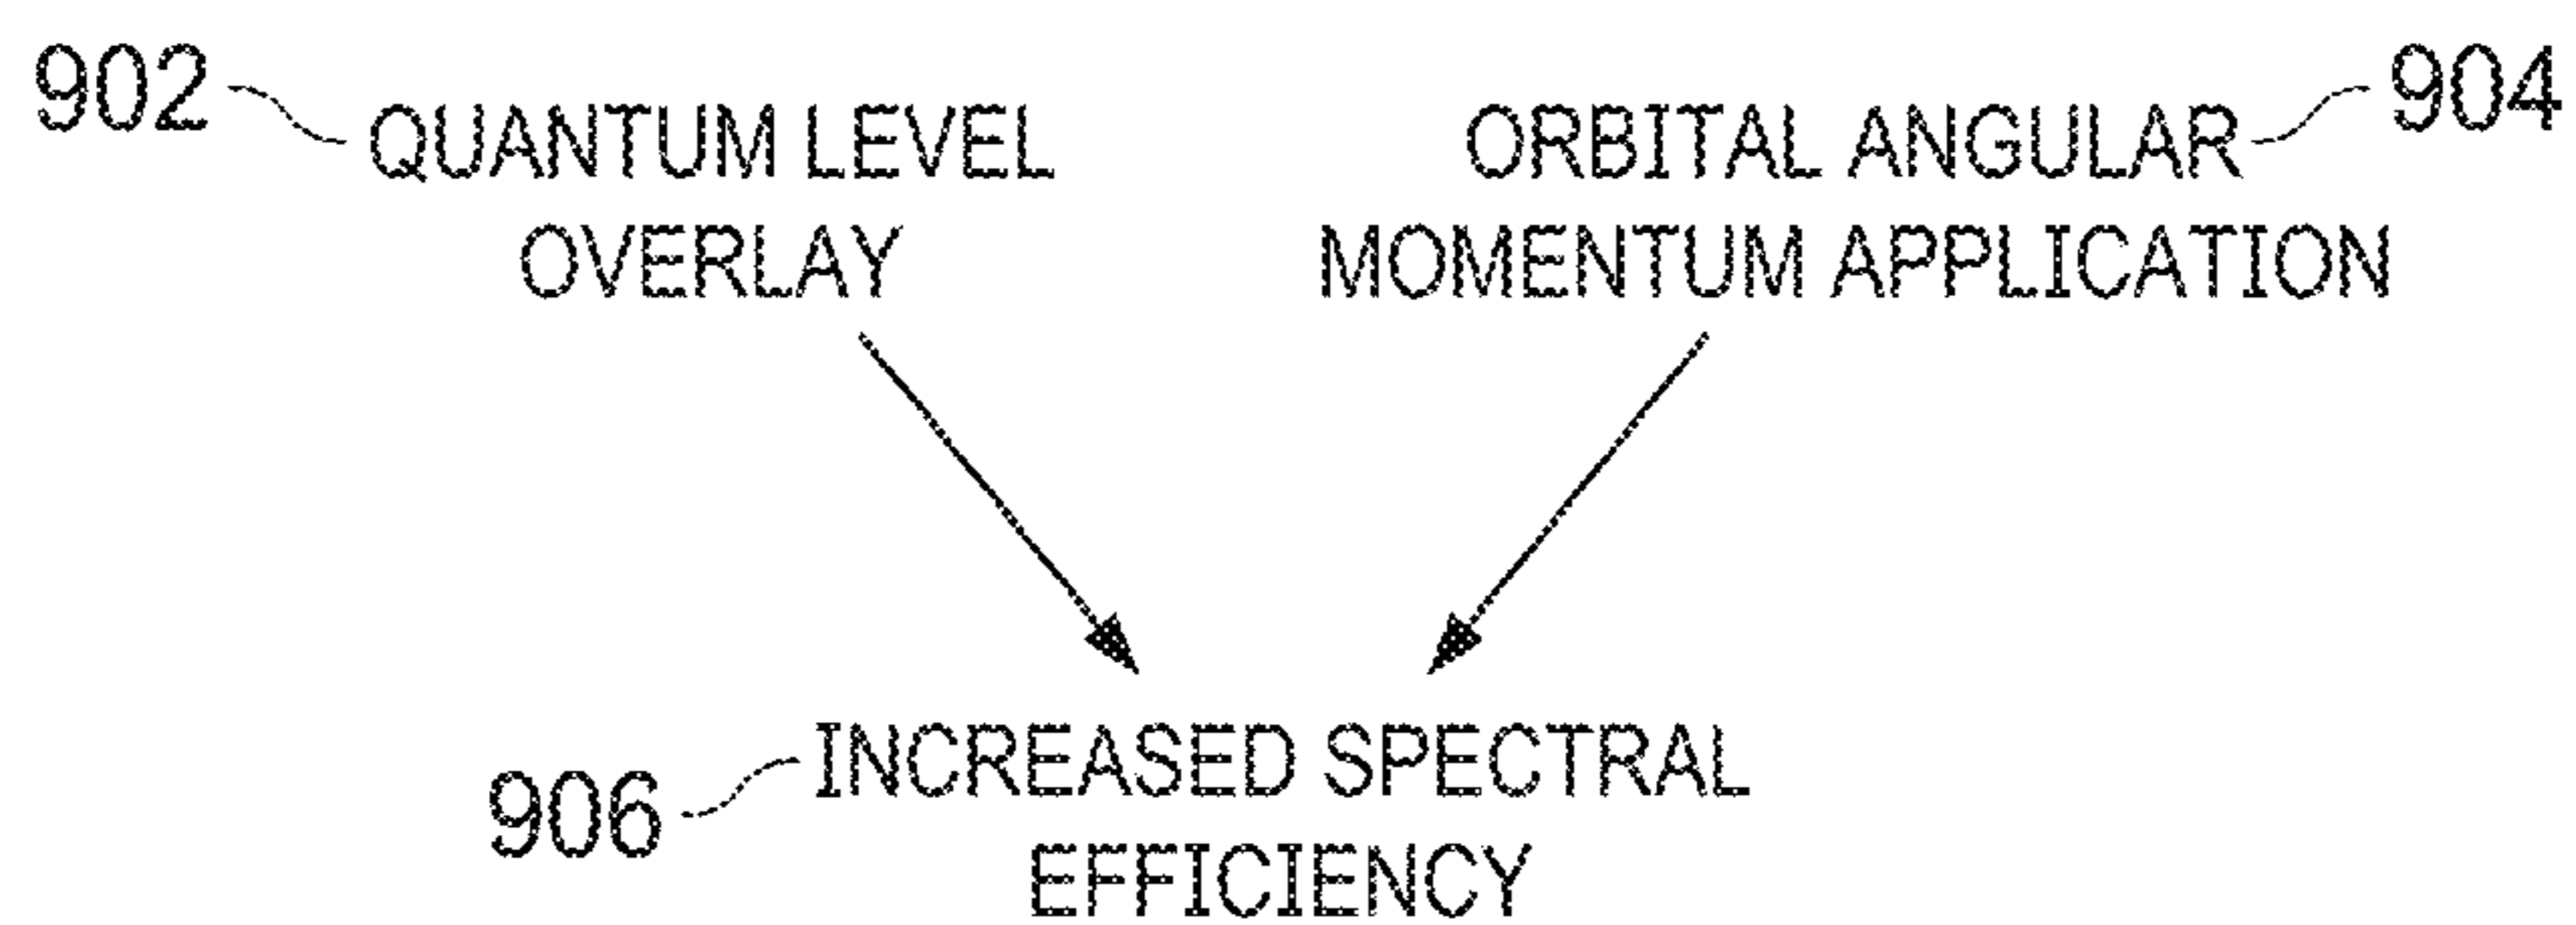 902
QUANTUM LEVEL
OVERLAY
ORBITAL ANGULAR
MOMENTUM APPLICATION
904
906
INCREASED SPECTRAL
EFFICIENCY